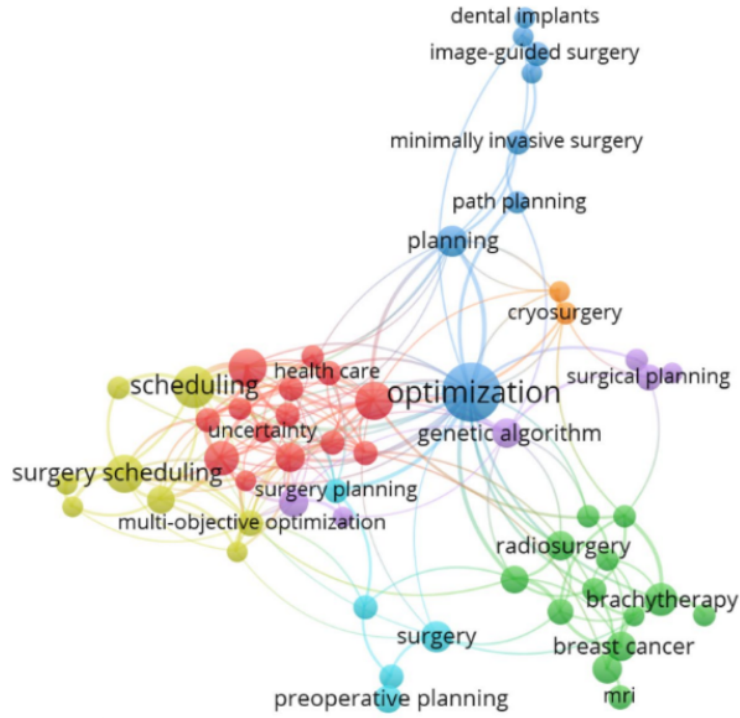 dental implants
image-guided surgery
minimally invasive surgery
path planning
planning
cryosurgery
health care
surgical planning
scheduling
optimization
uncertainty
genetic algorithm
surgery scheduling
surgery planning
multi-objective optimization
radiosurgery
brachytherapy
surgery
breast cancer
preoperative planning
mri